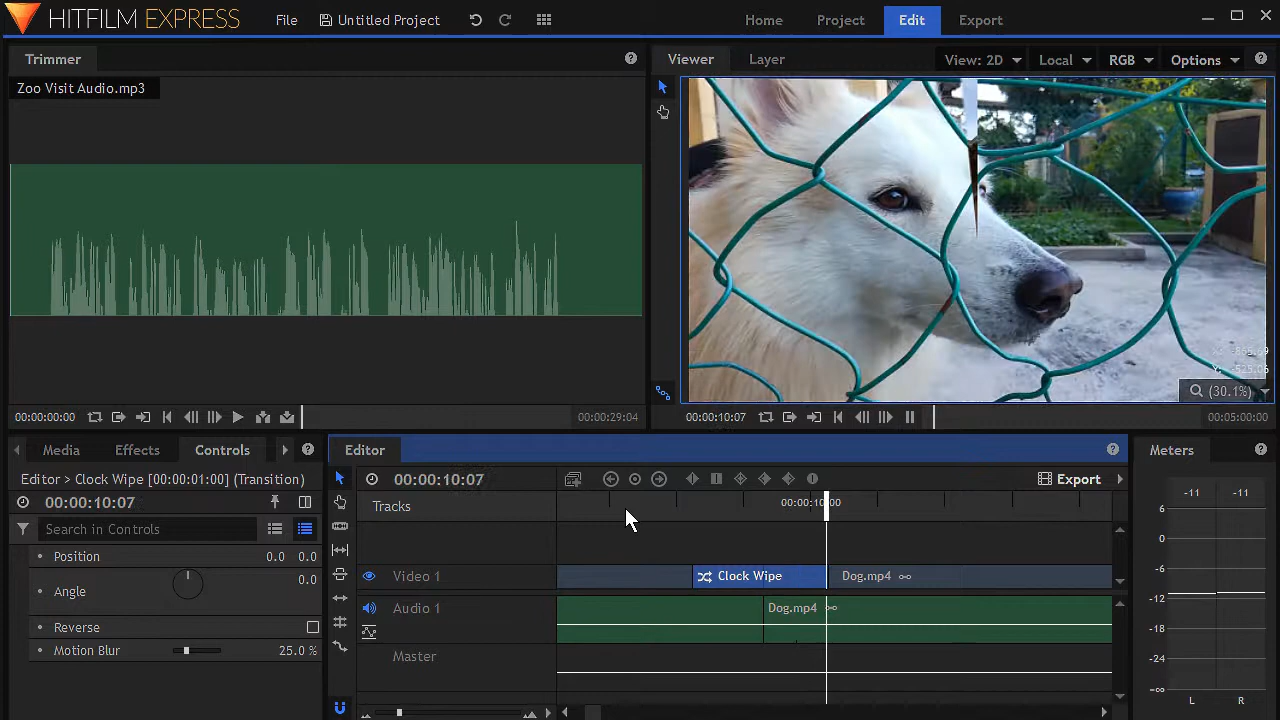 HITFILM EXPRESS File Untitled Project Home Project Edit Export
Trimmer Viewer Layer View: 2D Local RGB Options
Zoo Visit Audio.mp3
(30.1%)
00:00:00:00 00:00:29:04 00:00:10:07 00:05:00:00
Media Effects Controls Editor Meters
Editor > Clock Wipe [00:00:01:00] (Transition) 00:00:10:07 Export -11 -11
00:00:10:07 Tracks 00:00:10:00 6
Search in Controls 0
Position 0.0 0.0
Angle 0.0 Video 1 Clock Wipe Dog.mp4 -6
Audio 1 Dog.mp4 -12
Reverse -18
Motion Blur 25.0 % Master -24
-∞
L R